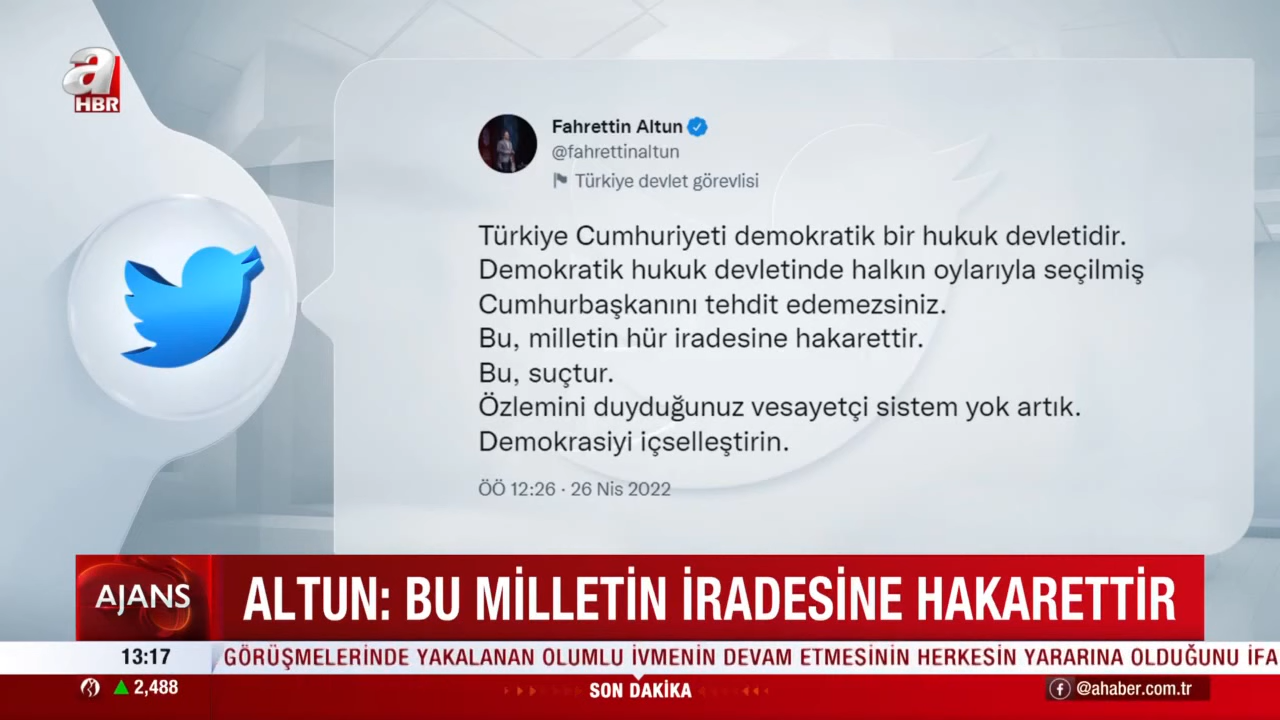 a
HBR
Fahrettin Altun
@fahrettinaltun
Türkiye devlet görevlisi
Türkiye Cumhuriyeti demokratik bir hukuk devletidir.
Demokratik hukuk devletinde halkın oylarıyla seçilmiş
Cumhurbaşkanını tehdit edemezsiniz.
Bu, milletin hür iradesine hakarettir.
Bu, suçtur.
Özlemini duyduğunuz vesayetçi sistem yok artık.
Demokrasiyi içselleştirin.
ÖÖ 12:26 · 26 Nis 2022
AJANS
ALTUN: BU MİLLETİN İRADESİNE HAKARETTİR
13:17
GÖRÜŞMELERİNDE YAKALANAN OLUMLU İVMENİN DEVAM ETMESİNİN HERKESİN YARARINA OLDUĞUNU İFA
2,488
SON DAKİKA
@ahaber.com.tr